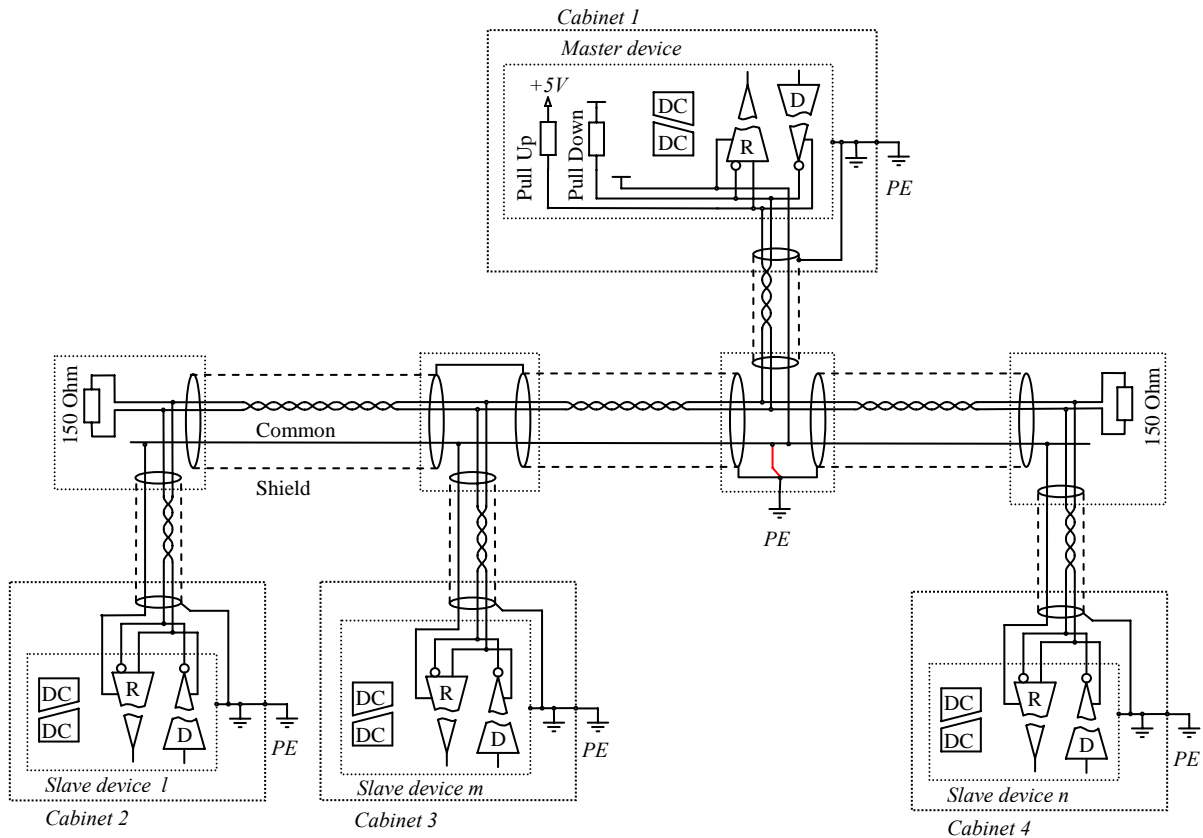 Cabinet 1
Master device
+5V
Pull Up
Pull Down
DC
DC
R
D
PE
150 Ohm
Common
Shield
PE
150 Ohm
DC
DC
R
D
PE
Slave device l
Cabinet 2
DC
DC
R
D
PE
Slave device m
Cabinet 3
DC
DC
R
D
PE
Slave device n
Cabinet 4